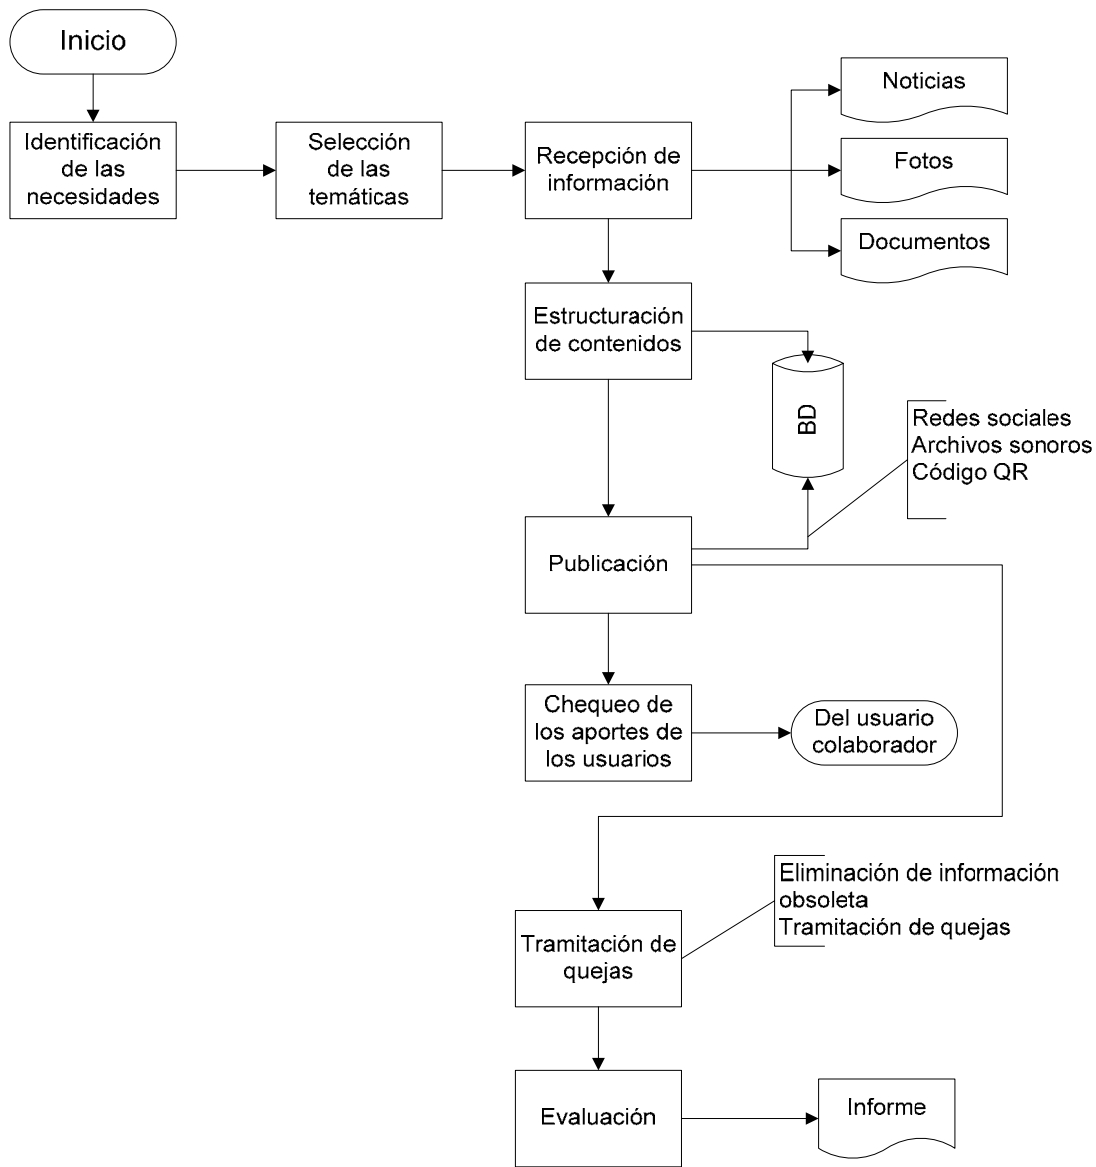 Inicio
Identificación
de las
necesidades
Selección
de las
temáticas
Recepción de
información
Noticias
Fotos
Documentos
Estructuración
de contenidos
BD
Redes sociales
Archivos sonoros
Código QR
Publicación
Chequeo de
los aportes de
los usuarios
Del usuario
colaborador
Eliminación de información
obsoleta
Tramitación de quejas
Tramitación de
quejas
Evaluación
Informe